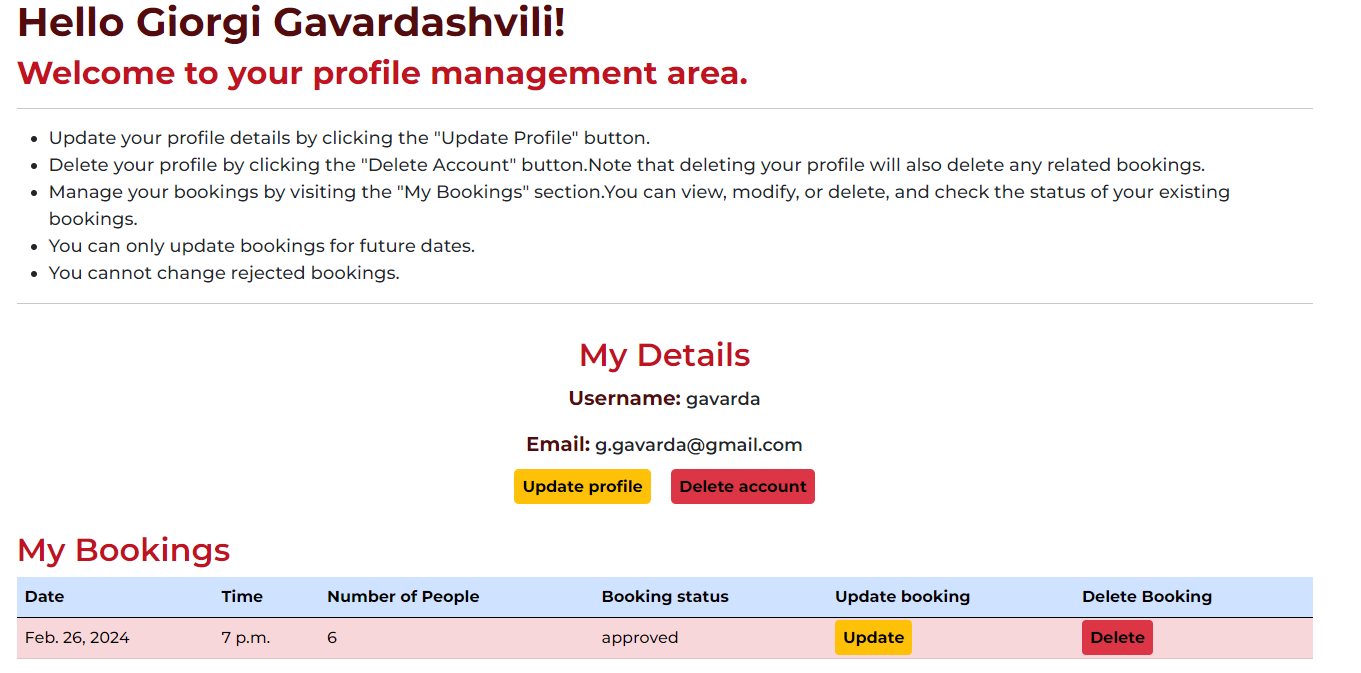 Hello Giorgi Gavardashvili!
Welcome to your profile management area.
Update your profile details by clicking the "Update Profile" button.
Delete your profile by clicking the "Delete Account" button.Note that deleting your profile will also delete any related bookings.
Manage your bookings by visiting the "My Bookings" section.You can view, modify, or delete, and check the status of your existing
bookings.
You can only update bookings for future dates.
You cannot change rejected bookings.
My Details
Username: gavarda
Email: g.gavarda@gmail.com
Update profile Delete account
My Bookings
Date Time Number of People Booking status Update booking Delete Booking
Feb. 26, 2024 7 p.m. 6 approved Update Delete